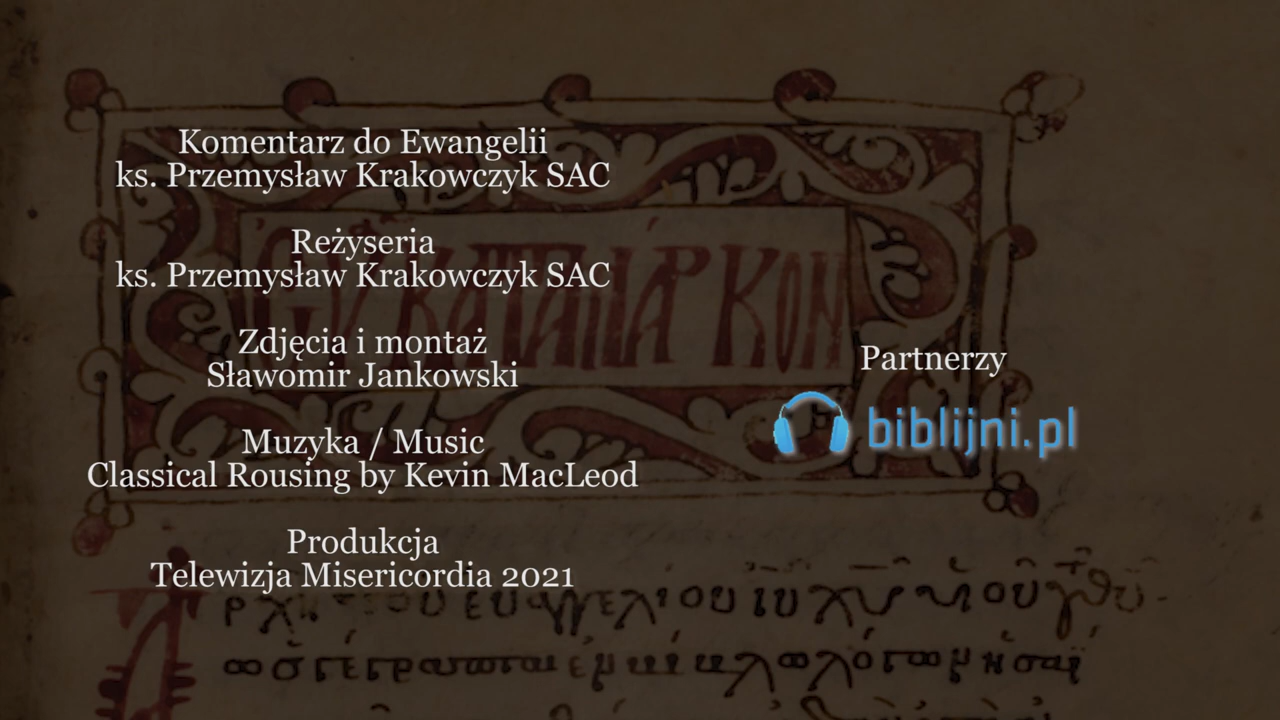 Komentarz do Ewangelii
ks. Przemysław Krakowczyk SAC
Reżyseria
ks. Przemysław Krakowczyk SAC
Zdjęcia i montaż
Sławomir Jankowski
Muzyka / Music
Classical Rousing by Kevin MacLeod
Produkcja
Telewizja Misericordia 2021
Partnerzy
biblijni.pl